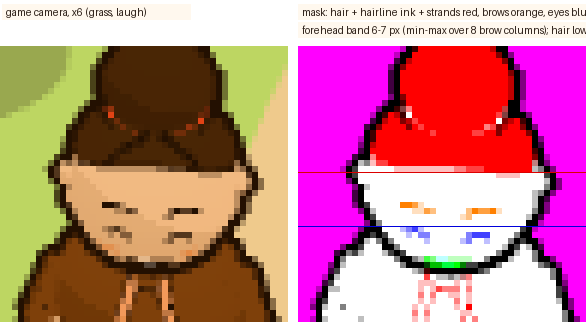 game camera, x6 (grass, laugh)
mask: hair + hairline ink + strands red, brows orange, eyes blu
forehead band 6-7 px (min-max over 8 brow columns); hair low